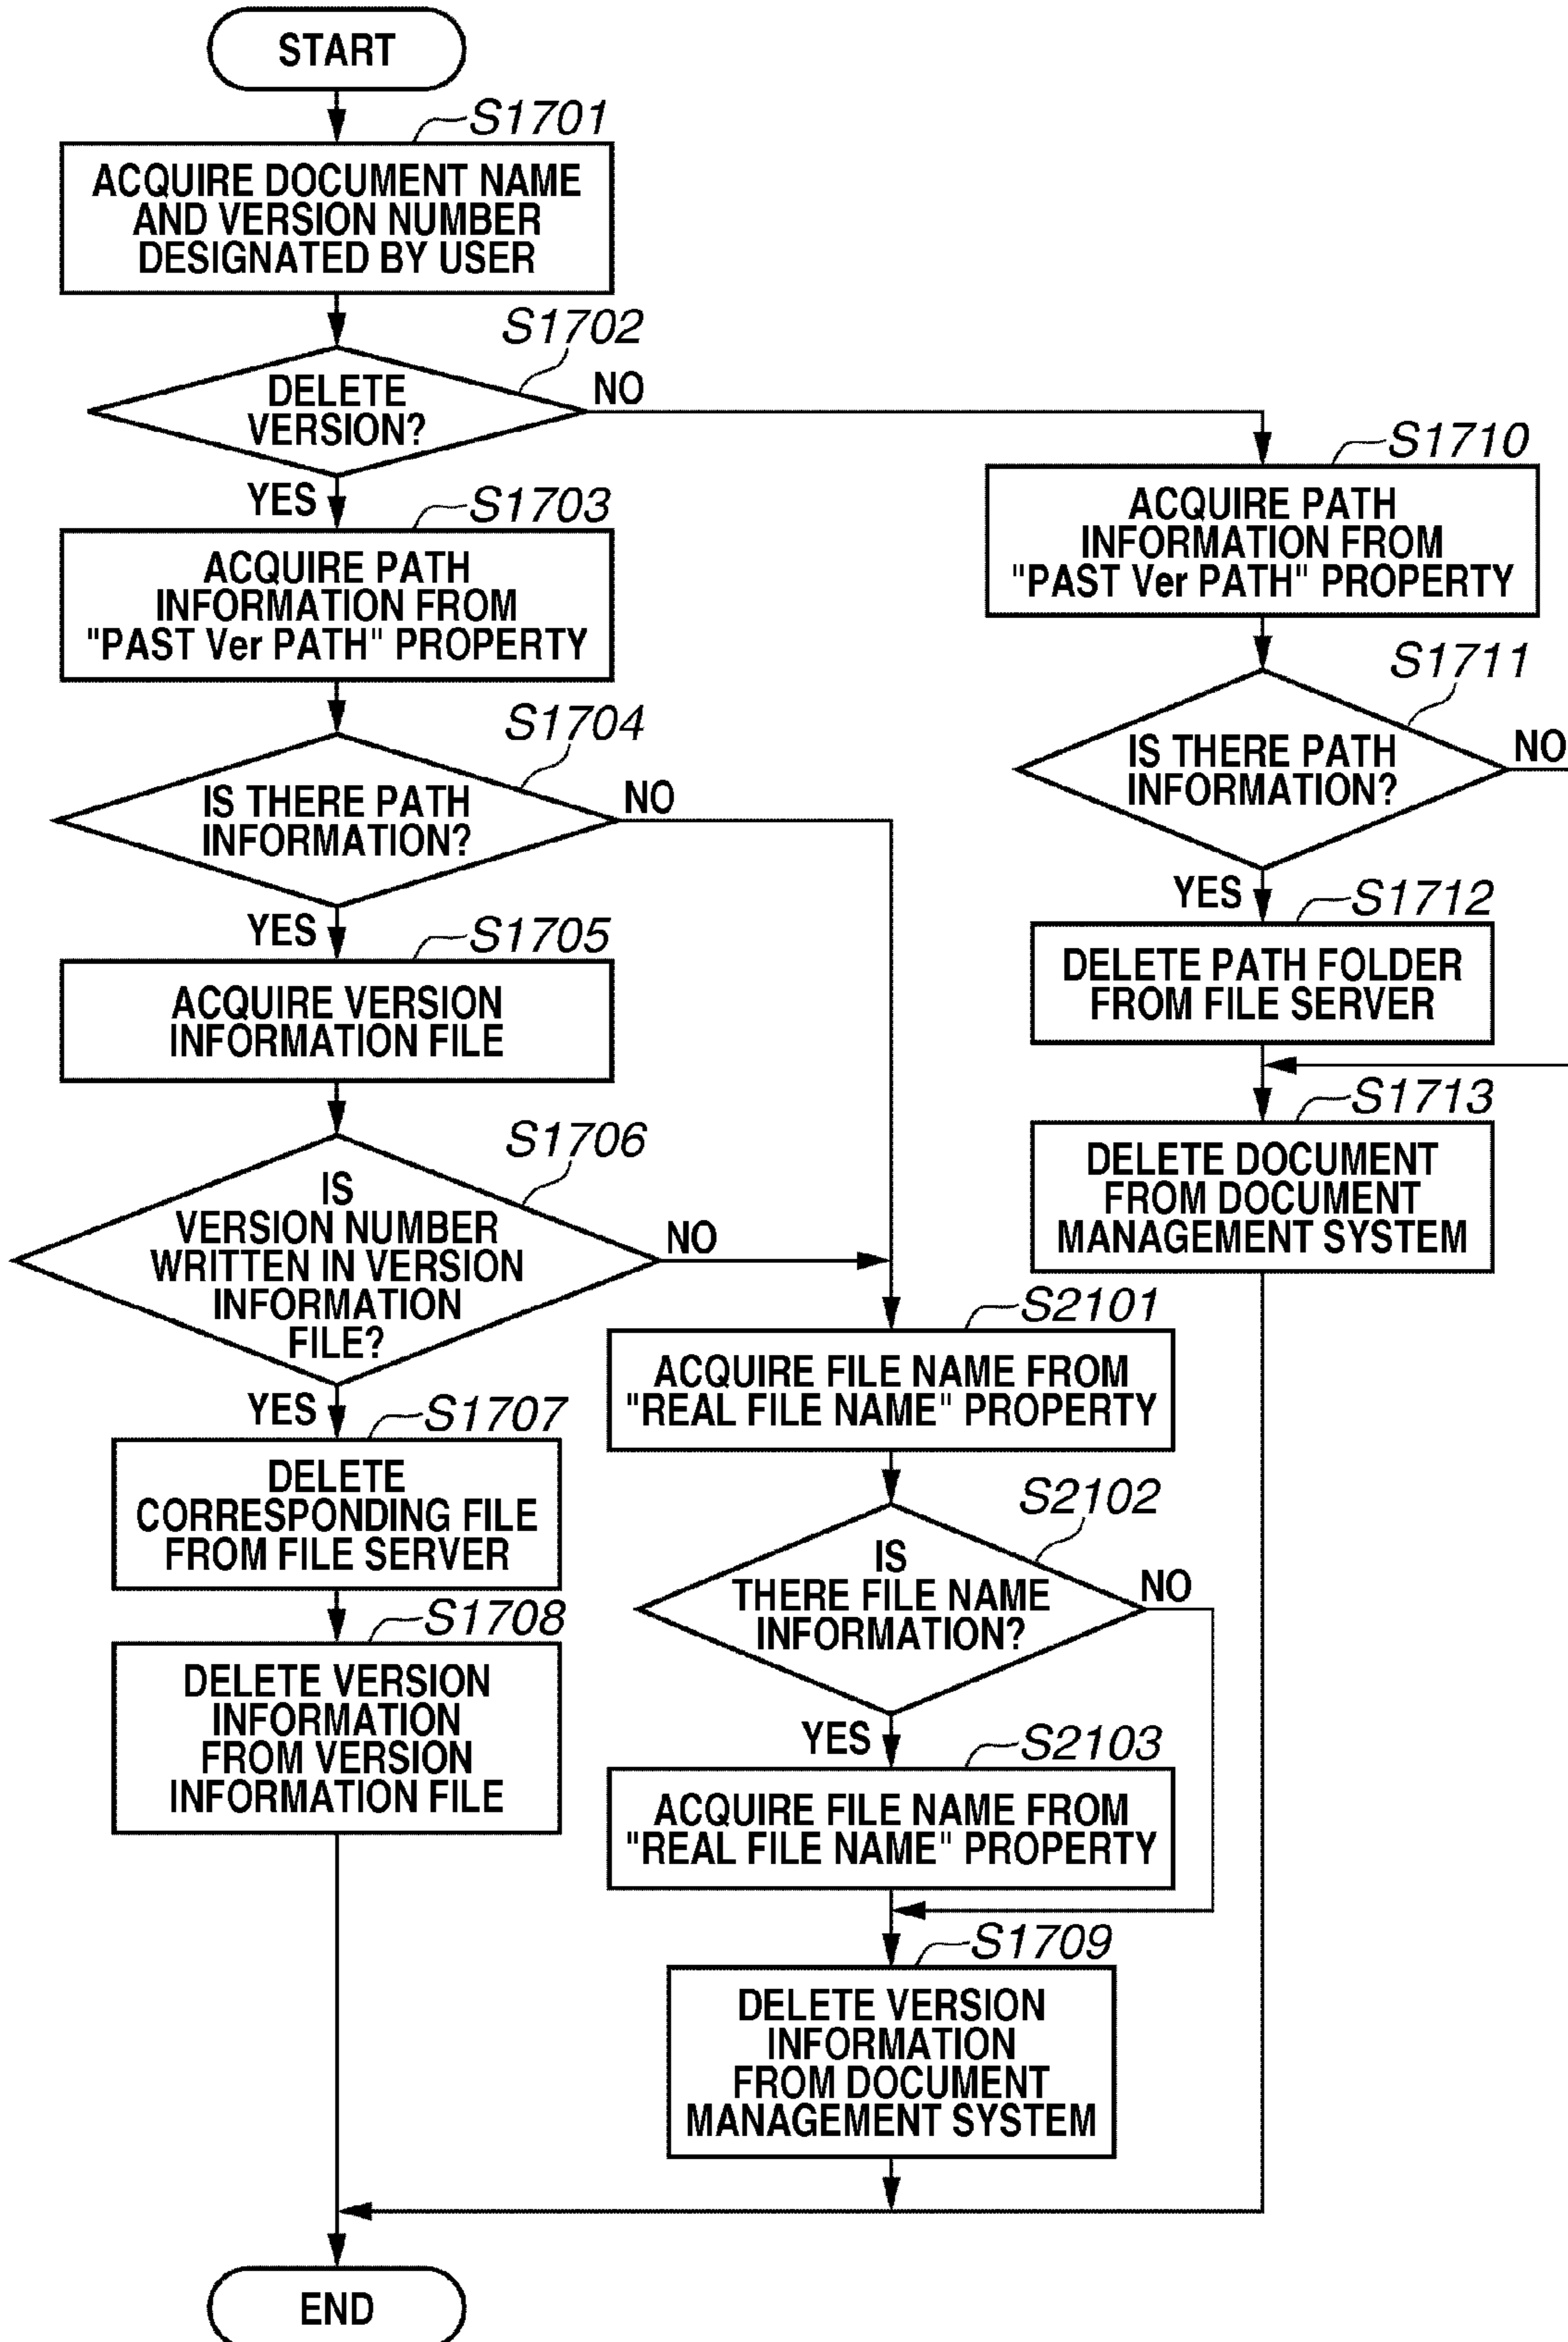 START
S1701
ACQUIRE DOCUMENT NAME
AND VERSION NUMBER
DESIGNATED BY USER
S1702
DELETE
VERSION?
NO
YES
S1703
ACQUIRE PATH
INFORMATION FROM
"PAST Ver PATH" PROPERTY
S1704
IS THERE PATH
INFORMATION?
NO
YES
S1705
ACQUIRE VERSION
INFORMATION FILE
S1706
IS
VERSION NUMBER
WRITTEN IN VERSION
INFORMATION
FILE?
NO
YES
S1707
DELETE
CORRESPONDING FILE
FROM FILE SERVER
S1708
DELETE VERSION
INFORMATION
FROM VERSION
INFORMATION FILE
S2101
ACQUIRE FILE NAME FROM
"REAL FILE NAME" PROPERTY
S2102
IS
THERE FILE NAME
INFORMATION?
NO
YES
S2103
ACQUIRE FILE NAME FROM
"REAL FILE NAME" PROPERTY
S1709
DELETE VERSION
INFORMATION
FROM DOCUMENT
MANAGEMENT SYSTEM
S1710
ACQUIRE PATH
INFORMATION FROM
"PAST Ver PATH" PROPERTY
S1711
IS THERE PATH
INFORMATION?
NO
YES
S1712
DELETE PATH FOLDER
FROM FILE SERVER
S1713
DELETE DOCUMENT
FROM DOCUMENT
MANAGEMENT SYSTEM
END